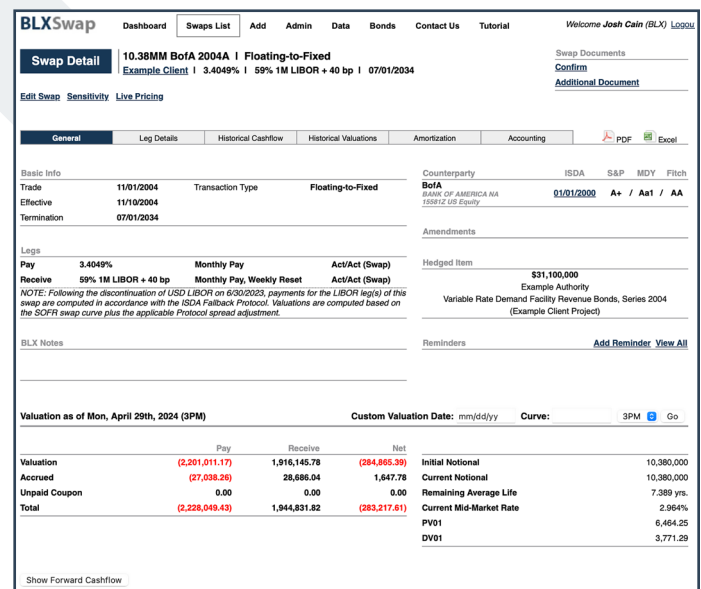 BLXSwap Dashboard Swaps List Add Admin Data Bonds Contact Us Tutorial Welcome Josh Cain (BLX) Logou
Swap Detail
10.38MM BofA 2004A | Floating-to-Fixed
Example Client | 3.4049% | 59% 1M LIBOR + 40 bp | 07/01/2034
Swap Documents
Confirm
Additional Document
Edit Swap Sensitivity Live Pricing
General Leg Details Historical Cashflow Historical Valuations Amortization Accounting PDF Excel
Basic Info
Trade 11/01/2004 Transaction Type Floating-to-Fixed
Effective 11/10/2004
Termination 07/01/2034
Counterparty ISDA S&P MDY Fitch
BofA
BANK OF AMERICA NA
15581Z US Equity
01/01/2000 A+ / Aa1 / AA
Amendments
Legs
Pay 3.4049% Monthly Pay Act/Act (Swap)
Receive 59% 1M LIBOR + 40 bp Monthly Pay, Weekly Reset Act/Act (Swap)
NOTE: Following the discontinuation of USD LIBOR on 6/30/2023, payments for the LIBOR leg(s) of this
swap are computed in accordance with the ISDA Fallback Protocol. Valuations are computed based on
the SOFR swap curve plus the applicable Protocol spread adjustment.
Hedged Item
$31,100,000
Example Authority
Variable Rate Demand Facility Revenue Bonds, Series 2004
(Example Client Project)
BLX Notes
Reminders Add Reminder View All
Valuation as of Mon, April 29th, 2024 (3PM) Custom Valuation Date: mm/dd/yy Curve: 3PM Go
Pay Receive Net
Valuation (2,201,011.17) 1,916,145.78 (284,865.39)
Accrued (27,038.26) 28,686.04 1,647.78
Unpaid Coupon 0.00 0.00 0.00
Total (2,228,049.43) 1,944,831.82 (283,217.61)
Initial Notional 10,380,000
Current Notional 10,380,000
Remaining Average Life 7.389 yrs.
Current Mid-Market Rate 2.964%
PV01 6,464.25
DV01 3,771.29
Show Forward Cashflow